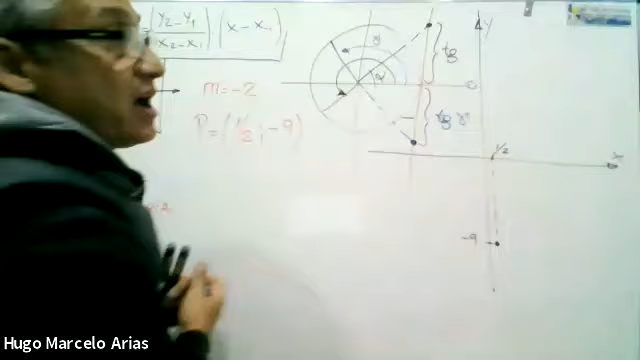 = (y₂-y₁ / x₂-x₁) (x-x₁)
m=-2
P=(1/2 ; -9)
α
tg
tg γ
y
1/2
x
-9
Hugo Marcelo Arias